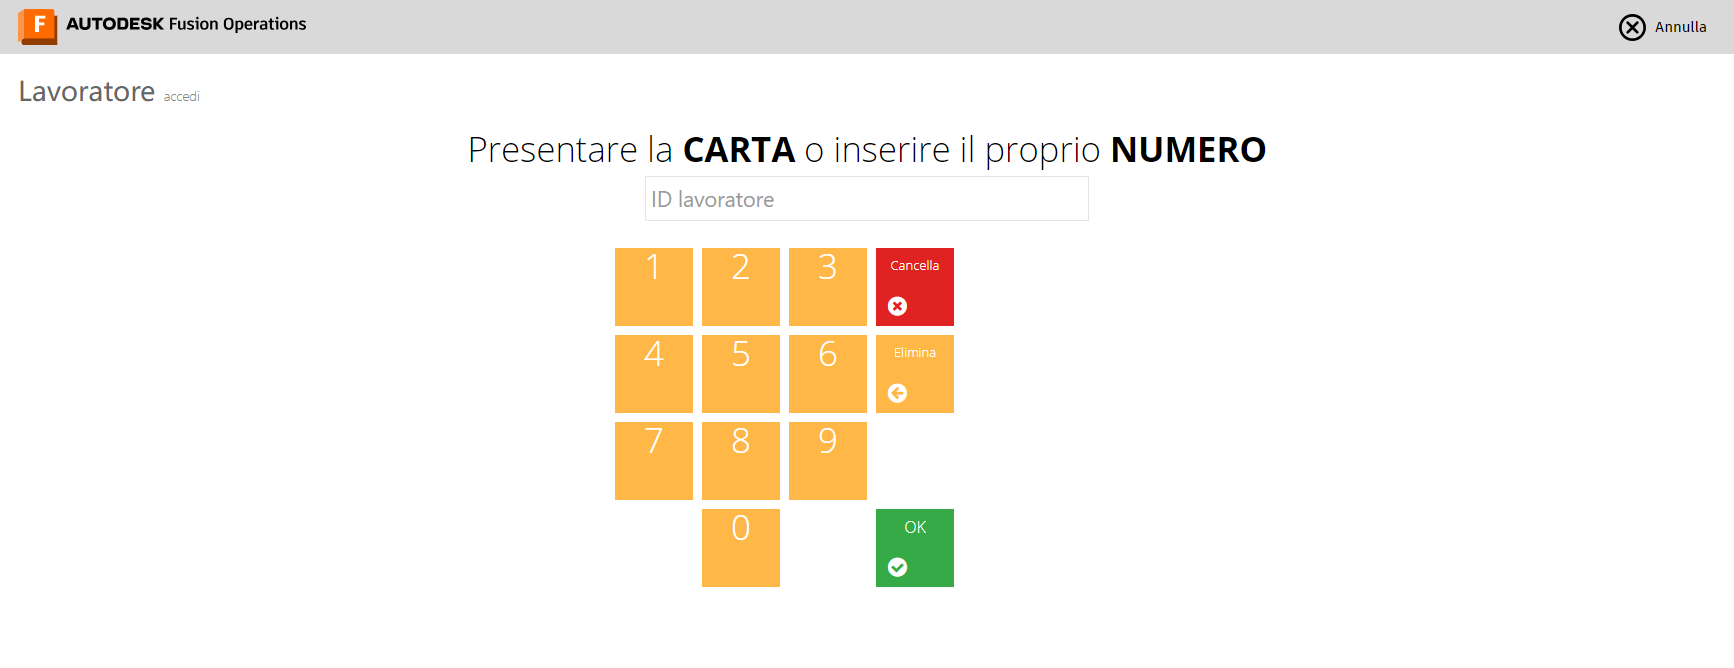 F AUTODESK Fusion Operations
Annulla
Lavoratore accedi
Presentare la CARTA o inserire il proprio NUMERO
ID lavoratore
1 2 3 Cancella
4 5 6 Elimina
7 8 9
0 OK